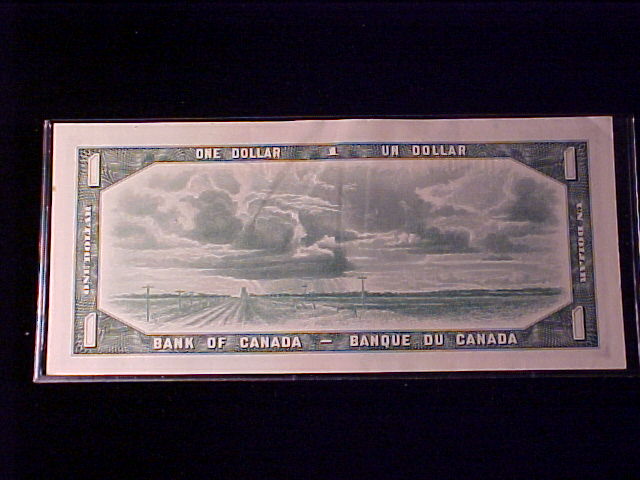 ONE DOLLAR 1 UN DOLLAR
1 1
ONE DOLLAR UN DOLLAR
1 1
BANK OF CANADA — BANQUE DU CANADA